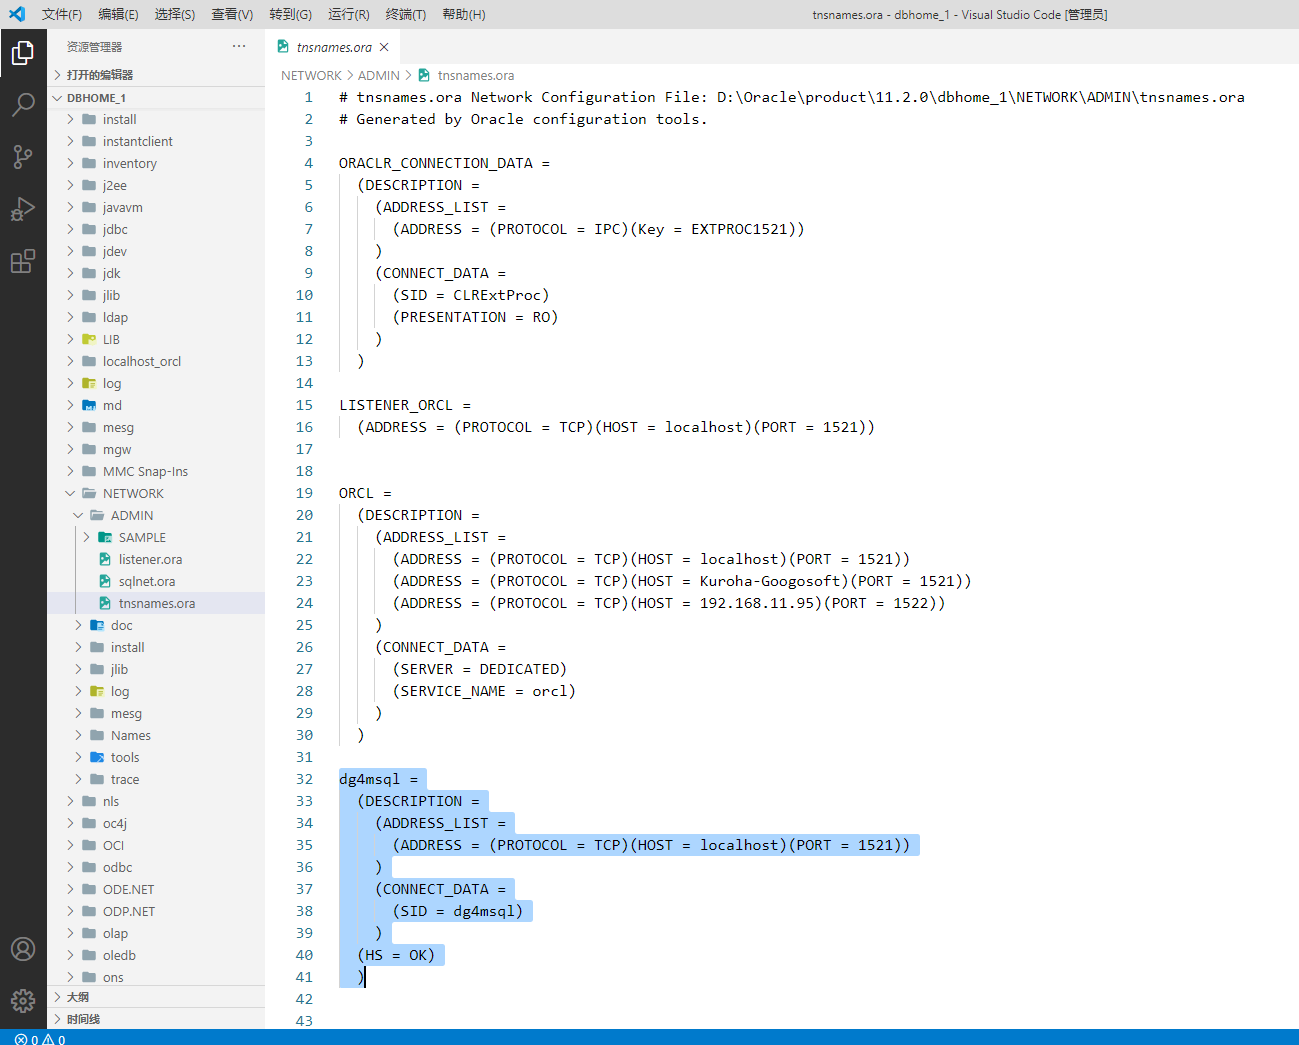 文件(F) 编辑(E) 选择(S) 查看(V) 转到(G) 运行(R) 终端(T) 帮助(H) tnsnames.ora - dbhome_1 - Visual Studio Code [管理员]
资源管理器 ···
打开的编辑器
DBHOME_1
install
instantclient
inventory
j2ee
javavm
jdbc
jdev
jdk
jlib
ldap
LIB
localhost_orcl
log
md
mesg
mgw
MMC Snap-Ins
NETWORK
ADMIN
SAMPLE
listener.ora
sqlnet.ora
tnsnames.ora
doc
install
jlib
log
mesg
Names
tools
trace
nls
oc4j
OCI
odbc
ODE.NET
ODP.NET
olap
oledb
ons
大纲
时间线
tnsnames.ora
NETWORK > ADMIN > tnsnames.ora
1 # tnsnames.ora Network Configuration File: D:\Oracle\product\11.2.0\dbhome_1\NETWORK\ADMIN\tnsnames.ora
2 # Generated by Oracle configuration tools.
3
4 ORACLR_CONNECTION_DATA =
5 (DESCRIPTION =
6 (ADDRESS_LIST =
7 (ADDRESS = (PROTOCOL = IPC)(Key = EXTPROC1521))
8 )
9 (CONNECT_DATA =
10 (SID = CLRExtProc)
11 (PRESENTATION = RO)
12 )
13 )
14
15 LISTENER_ORCL =
16 (ADDRESS = (PROTOCOL = TCP)(HOST = localhost)(PORT = 1521))
17
18
19 ORCL =
20 (DESCRIPTION =
21 (ADDRESS_LIST =
22 (ADDRESS = (PROTOCOL = TCP)(HOST = localhost)(PORT = 1521))
23 (ADDRESS = (PROTOCOL = TCP)(HOST = Kuroha-Googosoft)(PORT = 1521))
24 (ADDRESS = (PROTOCOL = TCP)(HOST = 192.168.11.95)(PORT = 1522))
25 )
26 (CONNECT_DATA =
27 (SERVER = DEDICATED)
28 (SERVICE_NAME = orcl)
29 )
30 )
31
32 dg4msql =
33 (DESCRIPTION =
34 (ADDRESS_LIST =
35 (ADDRESS = (PROTOCOL = TCP)(HOST = localhost)(PORT = 1521))
36 )
37 (CONNECT_DATA =
38 (SID = dg4msql)
39 )
40 (HS = OK)
41 )
42
43
0 0